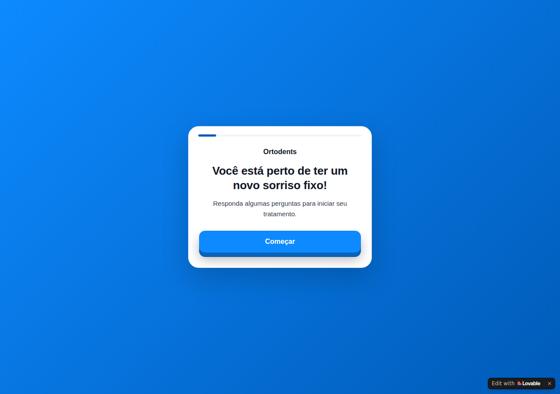 Ortodents
Você está perto de ter um
novo sorriso fixo!
Responda algumas perguntas para iniciar seu
tratamento.
Começar
Edit with Lovable ×